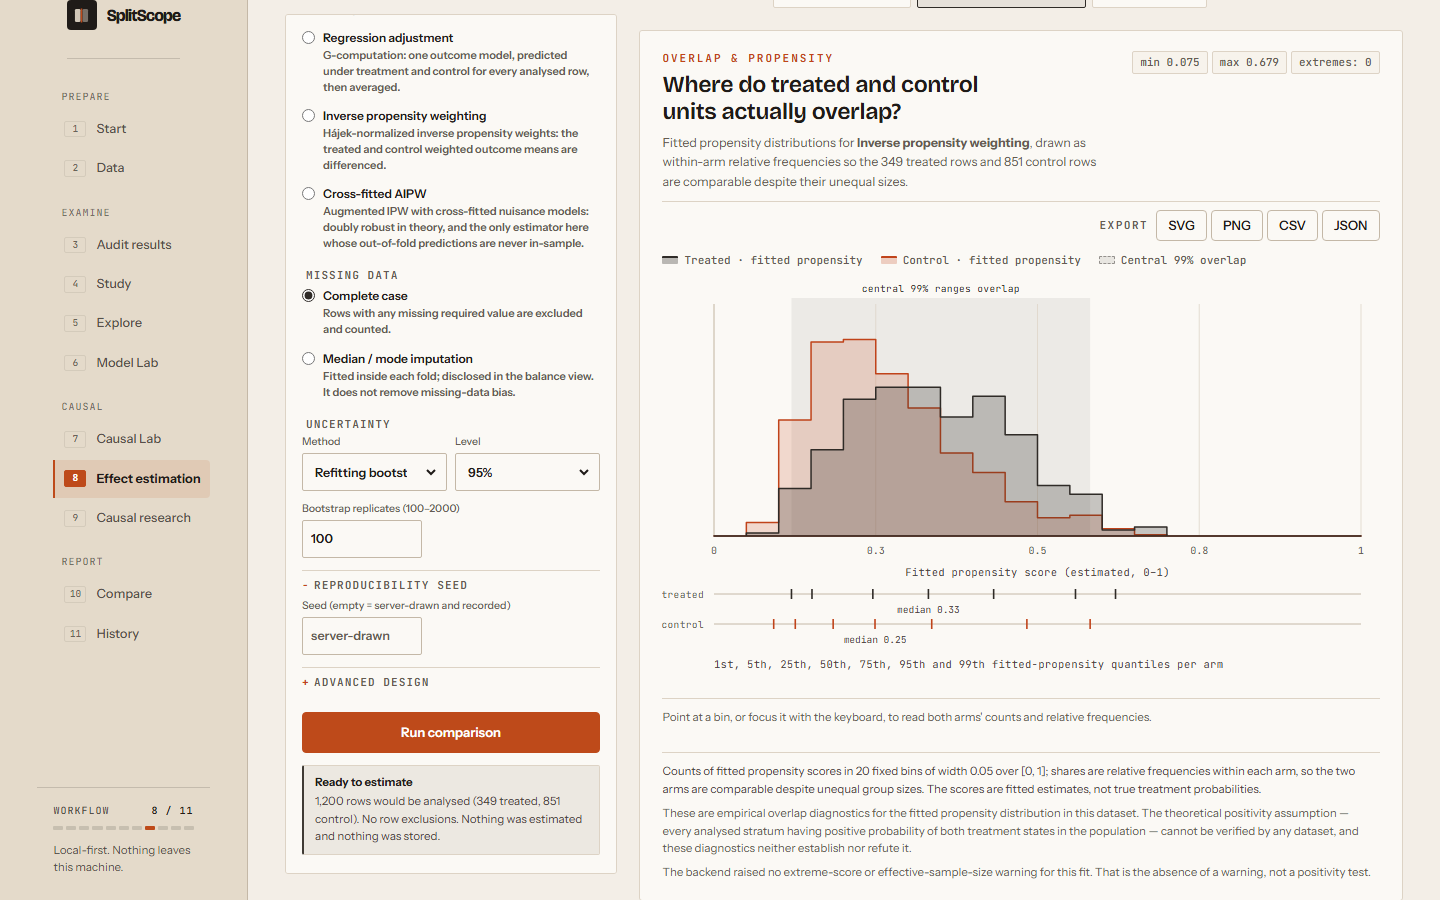 SplitScope
PREPARE
1 Start
2 Data
EXAMINE
3 Audit results
4 Study
5 Explore
6 Model Lab
CAUSAL
7 Causal Lab
8 Effect estimation
9 Causal research
REPORT
10 Compare
11 History
WORKFLOW 8 / 11
Local-first. Nothing leaves
this machine.
Regression adjustment
G-computation: one outcome model, predicted
under treatment and control for every analysed row,
then averaged.
Inverse propensity weighting
Hájek-normalized inverse propensity weights: the
treated and control weighted outcome means are
differenced.
Cross-fitted AIPW
Augmented IPW with cross-fitted nuisance models:
doubly robust in theory, and the only estimator here
whose out-of-fold predictions are never in-sample.
MISSING DATA
Complete case
Rows with any missing required value are excluded
and counted.
Median / mode imputation
Fitted inside each fold; disclosed in the balance view.
It does not remove missing-data bias.
UNCERTAINTY
Method Level
Refitting bootst 95%
Bootstrap replicates (100–2000)
100
- REPRODUCIBILITY SEED
Seed (empty = server-drawn and recorded)
server-drawn
+ ADVANCED DESIGN
Run comparison
Ready to estimate
1,200 rows would be analysed (349 treated, 851
control). No row exclusions. Nothing was estimated
and nothing was stored.
OVERLAP & PROPENSITY
min 0.075 max 0.679 extremes: 0
Where do treated and control
units actually overlap?
Fitted propensity distributions for Inverse propensity weighting, drawn as
within-arm relative frequencies so the 349 treated rows and 851 control rows
are comparable despite their unequal sizes.
EXPORT SVG PNG CSV JSON
Treated · fitted propensity Control · fitted propensity Central 99% overlap
central 99% ranges overlap
0 0.3 0.5 0.8 1
Fitted propensity score (estimated, 0–1)
treated
median 0.33
control
median 0.25
1st, 5th, 25th, 50th, 75th, 95th and 99th fitted-propensity quantiles per arm
Point at a bin, or focus it with the keyboard, to read both arms' counts and relative frequencies.
Counts of fitted propensity scores in 20 fixed bins of width 0.05 over [0, 1]; shares are relative frequencies within each arm, so the two
arms are comparable despite unequal group sizes. The scores are fitted estimates, not true treatment probabilities.
These are empirical overlap diagnostics for the fitted propensity distribution in this dataset. The theoretical positivity assumption —
every analysed stratum having positive probability of both treatment states in the population — cannot be verified by any dataset, and
these diagnostics neither establish nor refute it.
The backend raised no extreme-score or effective-sample-size warning for this fit. That is the absence of a warning, not a positivity test.